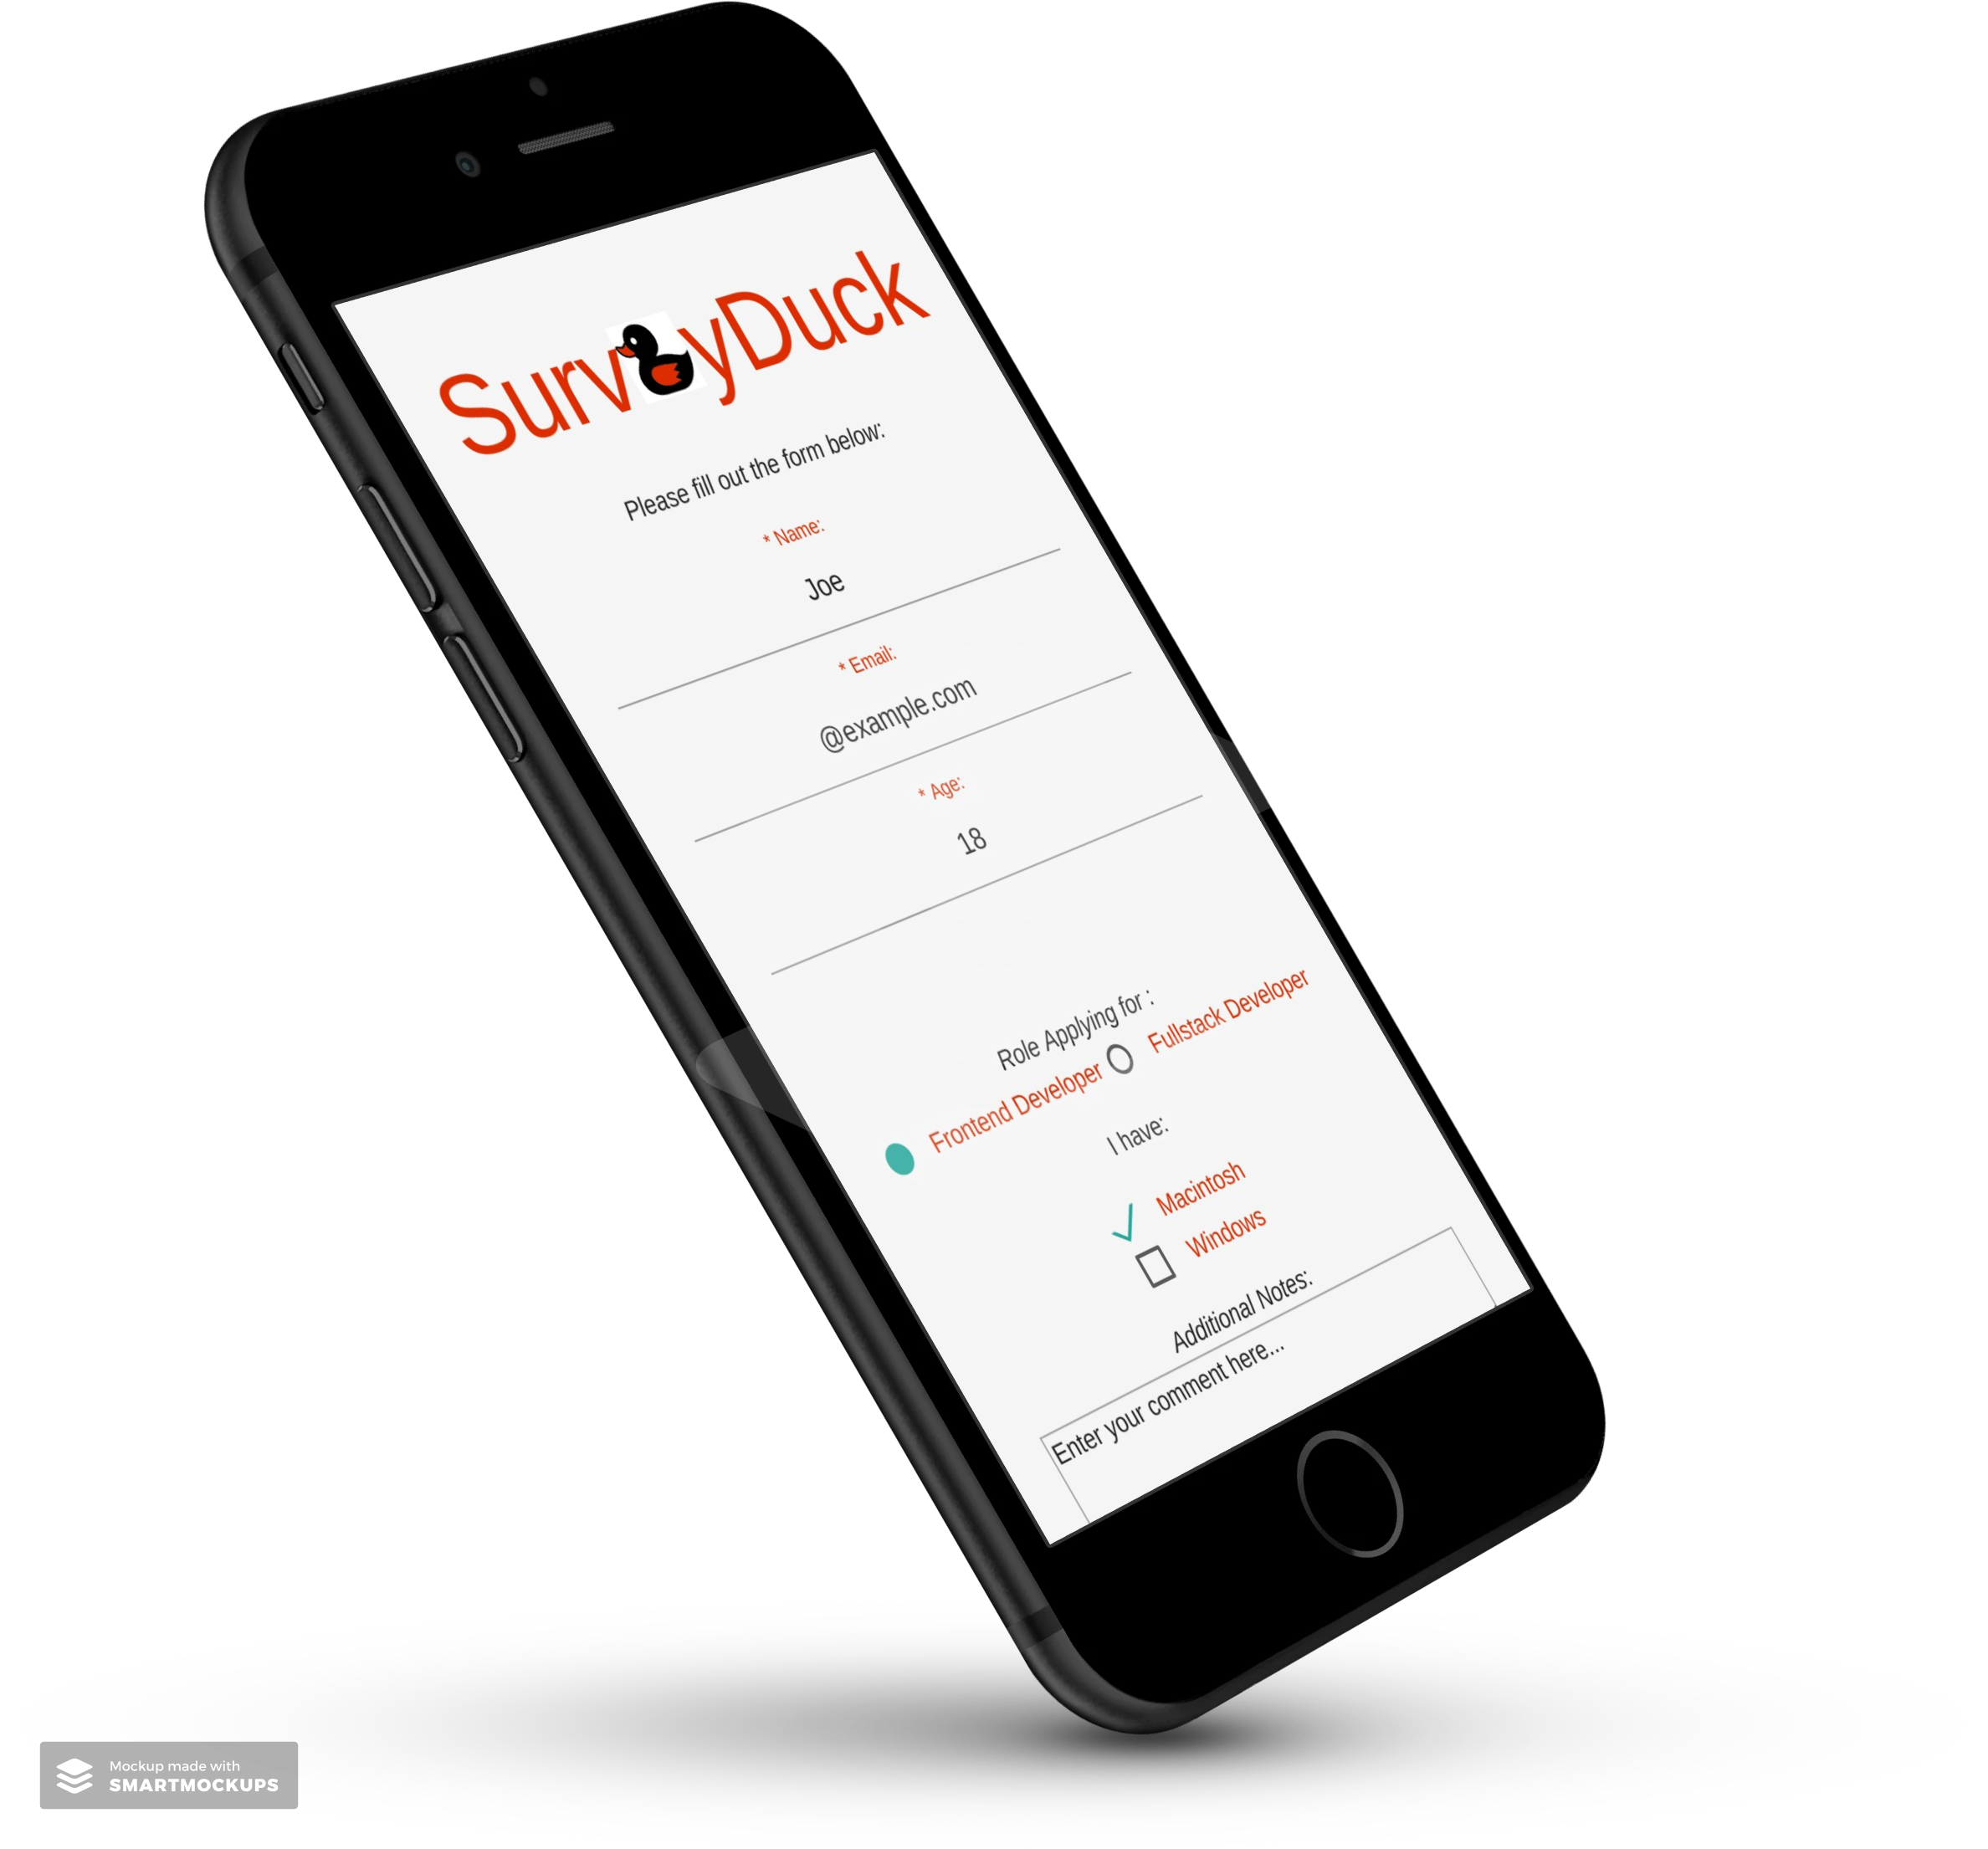 SurvyDuck
Please fill out the form below:
* Name:
Joe
* Email:
@example.com
* Age:
18
Role Applying for :
Frontend Developer Fullstack Developer
I have:
Macintosh
Windows
Additional Notes:
Enter your comment here...
Mockup made with
SMARTMOCKUPS